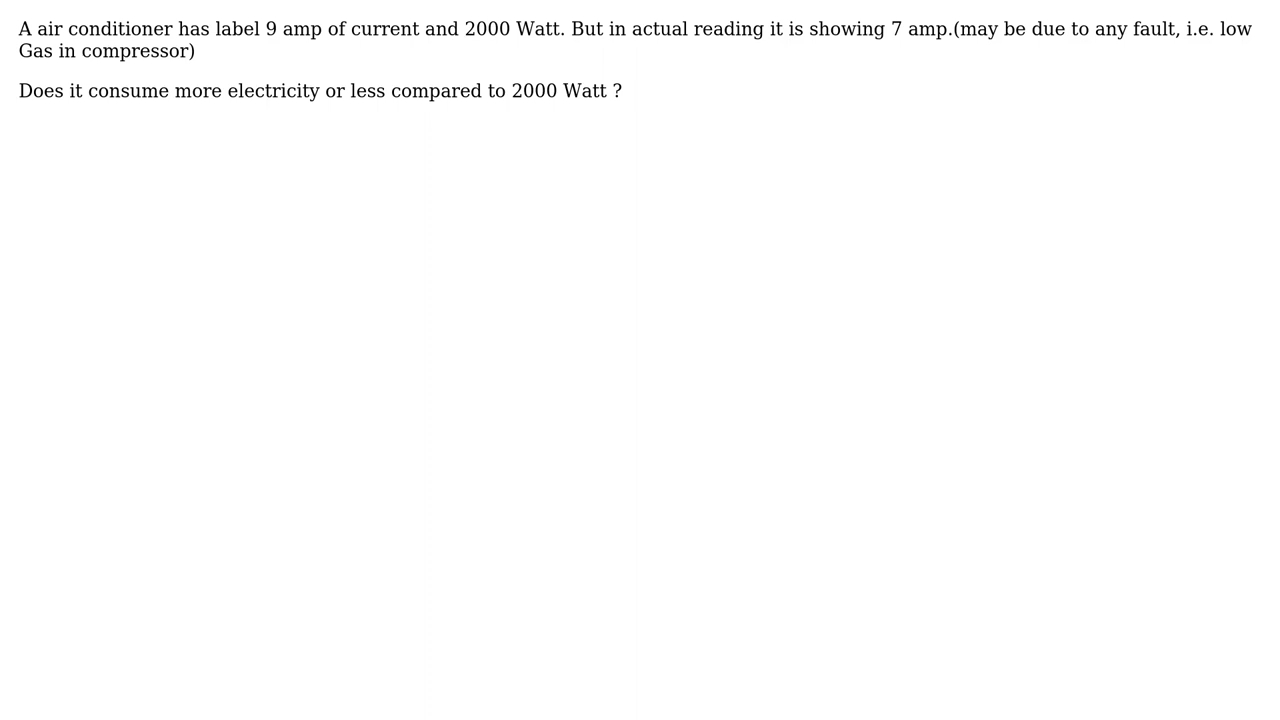 A air conditioner has label 9 amp of current and 2000 Watt. But in actual reading it is showing 7 amp.(may be due to any fault, i.e. low
Gas in compressor)
Does it consume more electricity or less compared to 2000 Watt ?